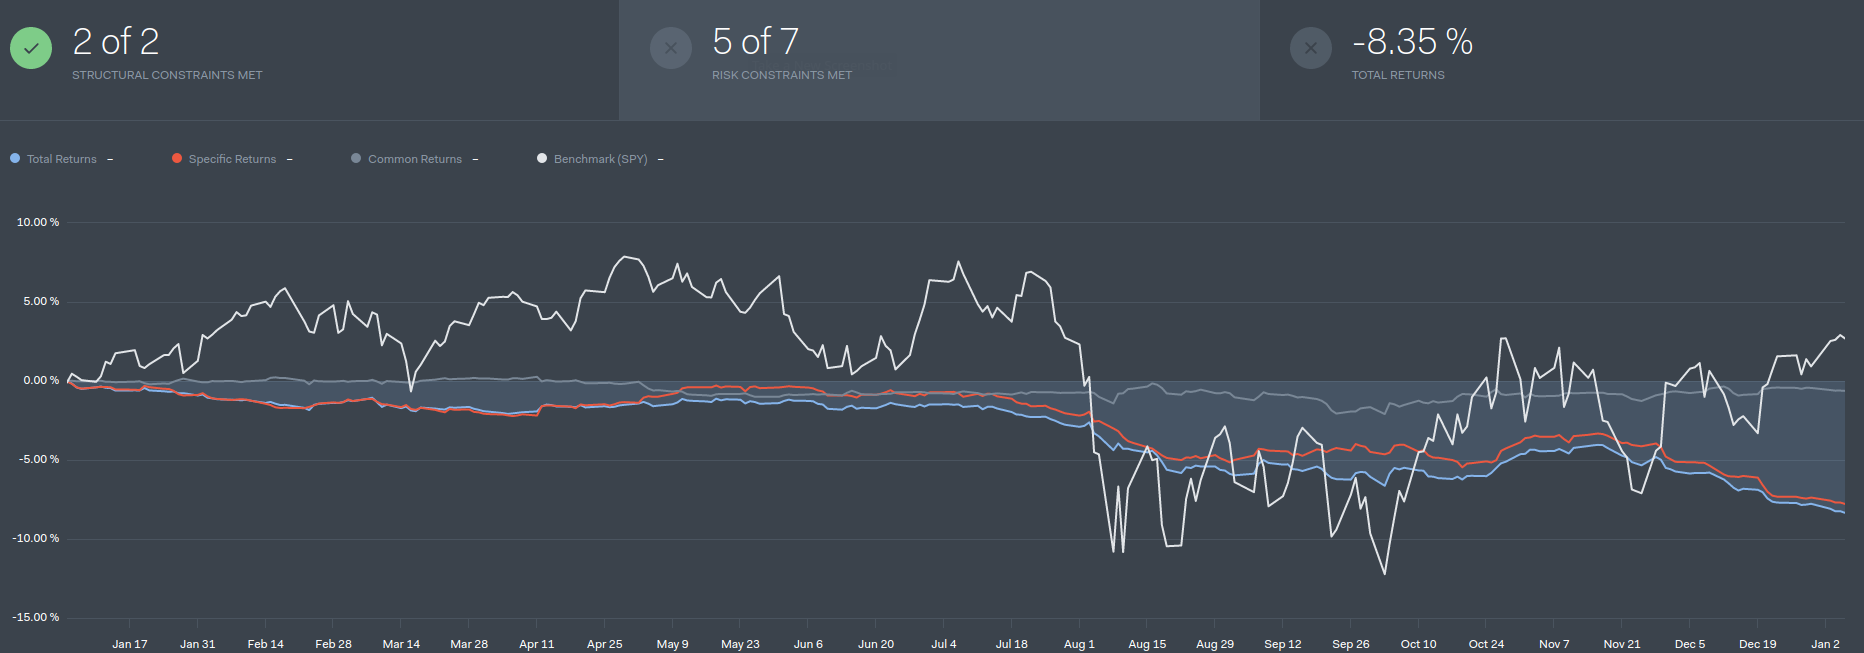 2 of 2
STRUCTURAL CONSTRAINTS MET
5 of 7
RISK CONSTRAINTS MET
-8.35 %
TOTAL RETURNS
Total Returns –
Specific Returns –
Common Returns –
Benchmark (SPY) –
10.00 %
5.00 %
0.00 %
-5.00 %
-10.00 %
-15.00 %
Jan 17 Jan 31 Feb 14 Feb 28 Mar 14 Mar 28 Apr 11 Apr 25 May 9 May 23 Jun 6 Jun 20 Jul 4 Jul 18 Aug 1 Aug 15 Aug 29 Sep 12 Sep 26 Oct 10 Oct 24 Nov 7 Nov 21 Dec 5 Dec 19 Jan 2